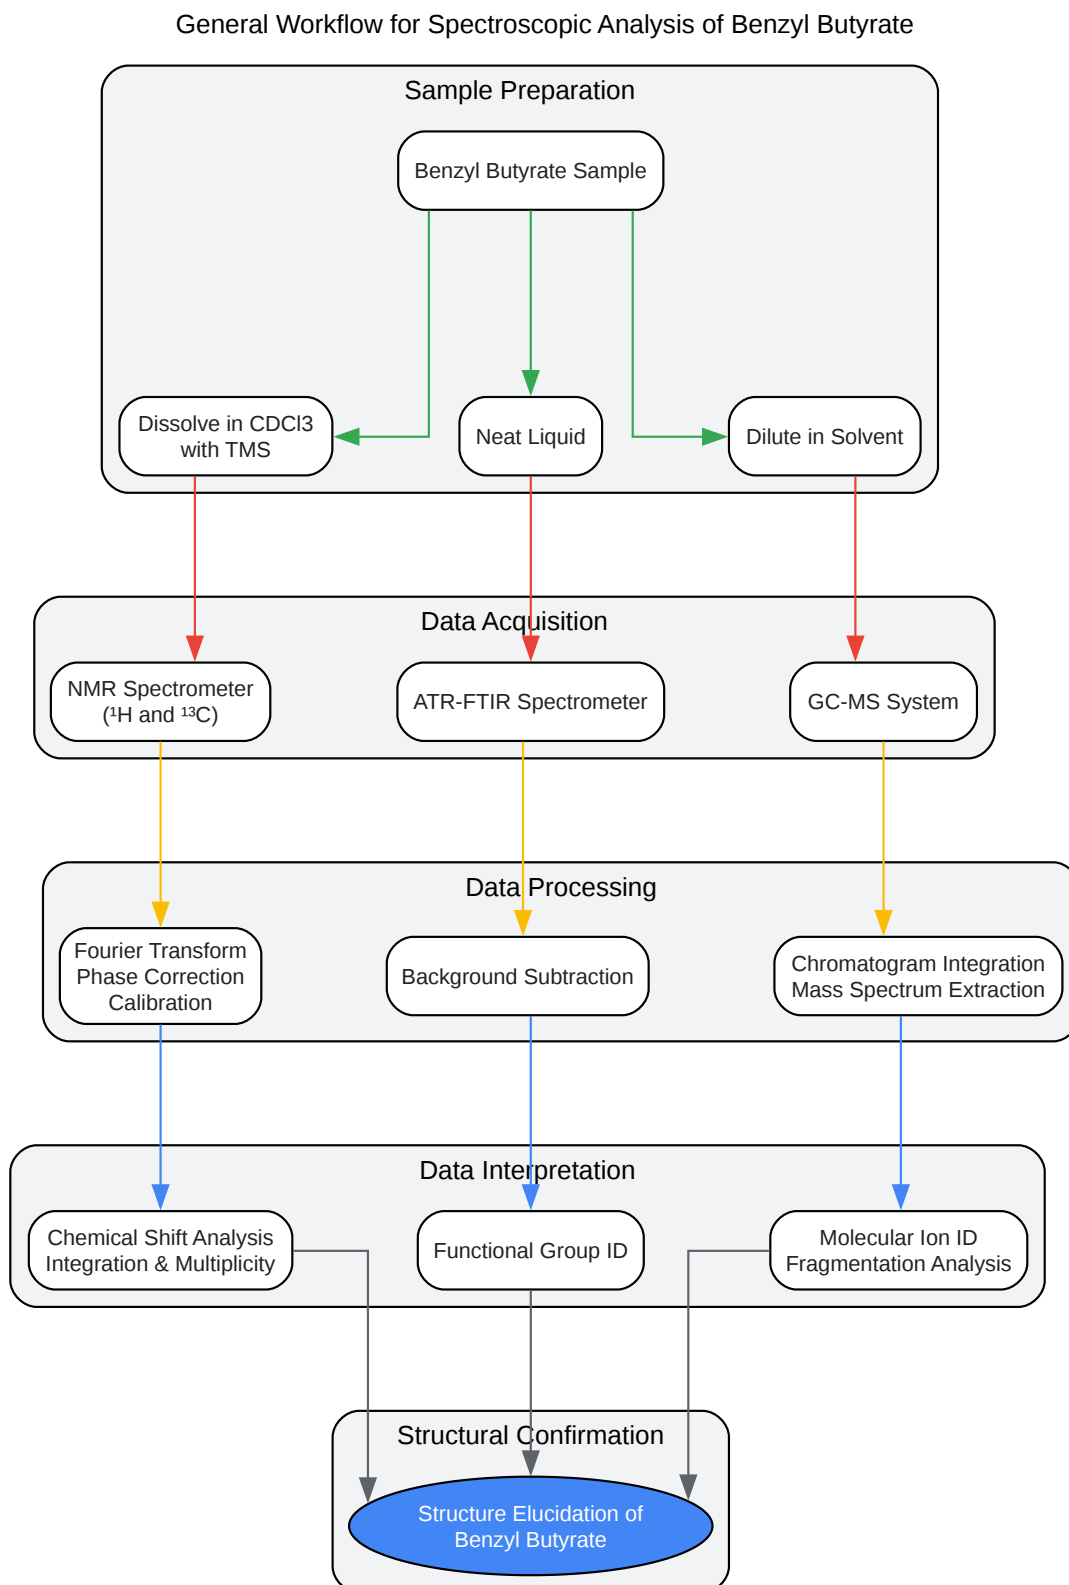 General Workflow for Spectroscopic Analysis of Benzyl Butyrate
Sample Preparation
Benzyl Butyrate Sample
Dissolve in CDCl3
with TMS
Neat Liquid
Dilute in Solvent
Data Acquisition
NMR Spectrometer
(¹H and ¹³C)
ATR-FTIR Spectrometer
GC-MS System
Data Processing
Fourier Transform
Phase Correction
Calibration
Background Subtraction
Chromatogram Integration
Mass Spectrum Extraction
Data Interpretation
Chemical Shift Analysis
Integration & Multiplicity
Functional Group ID
Molecular Ion ID
Fragmentation Analysis
Structural Confirmation
Structure Elucidation of
Benzyl Butyrate